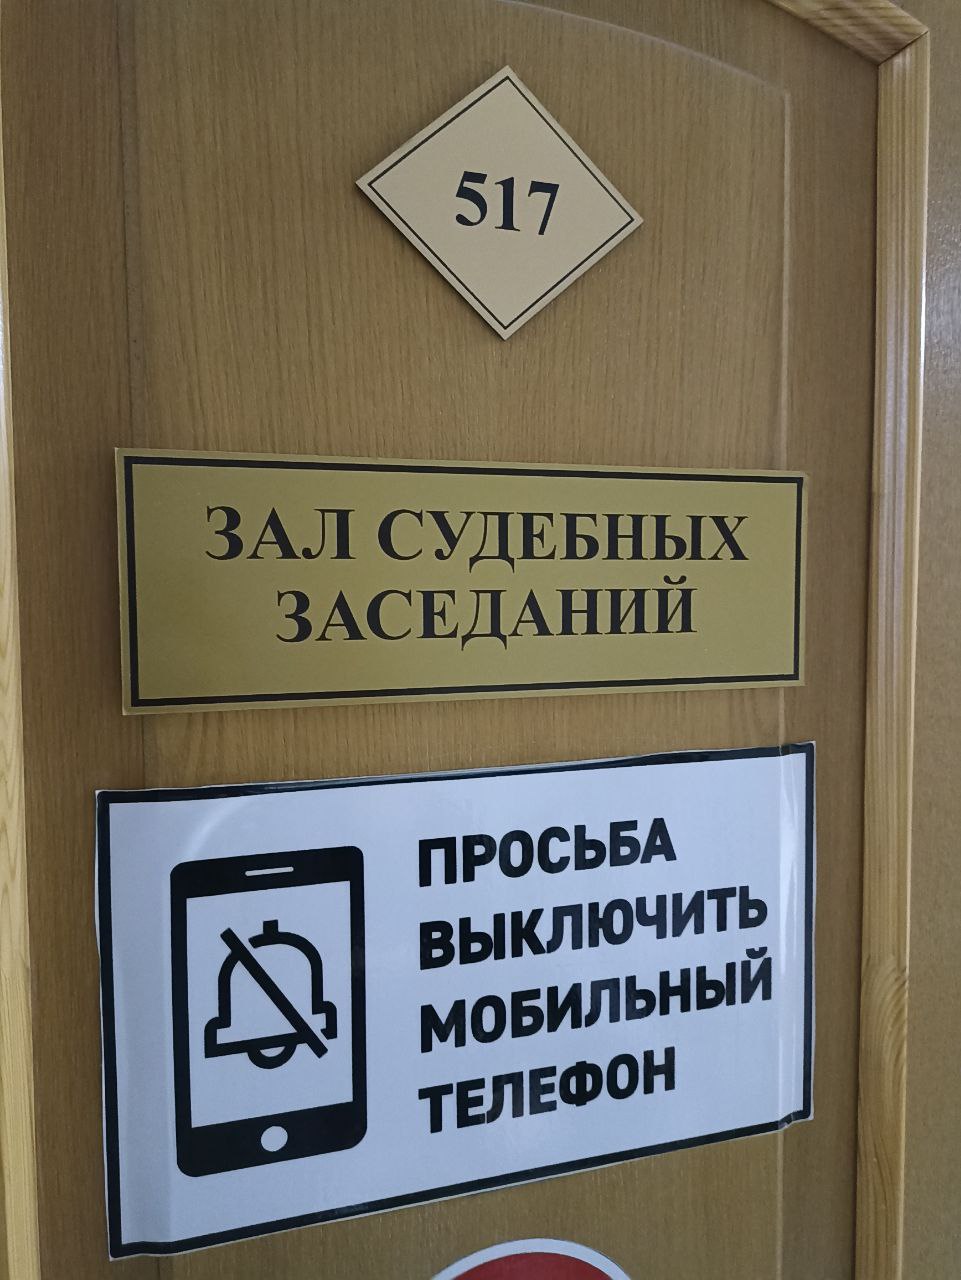 517
ЗАЛ СУДЕБНЫХ
ЗАСЕДАНИЙ
ПРОСЬБА
ВЫКЛЮЧИТЬ
МОБИЛЬНЫЙ
ТЕЛЕФОН